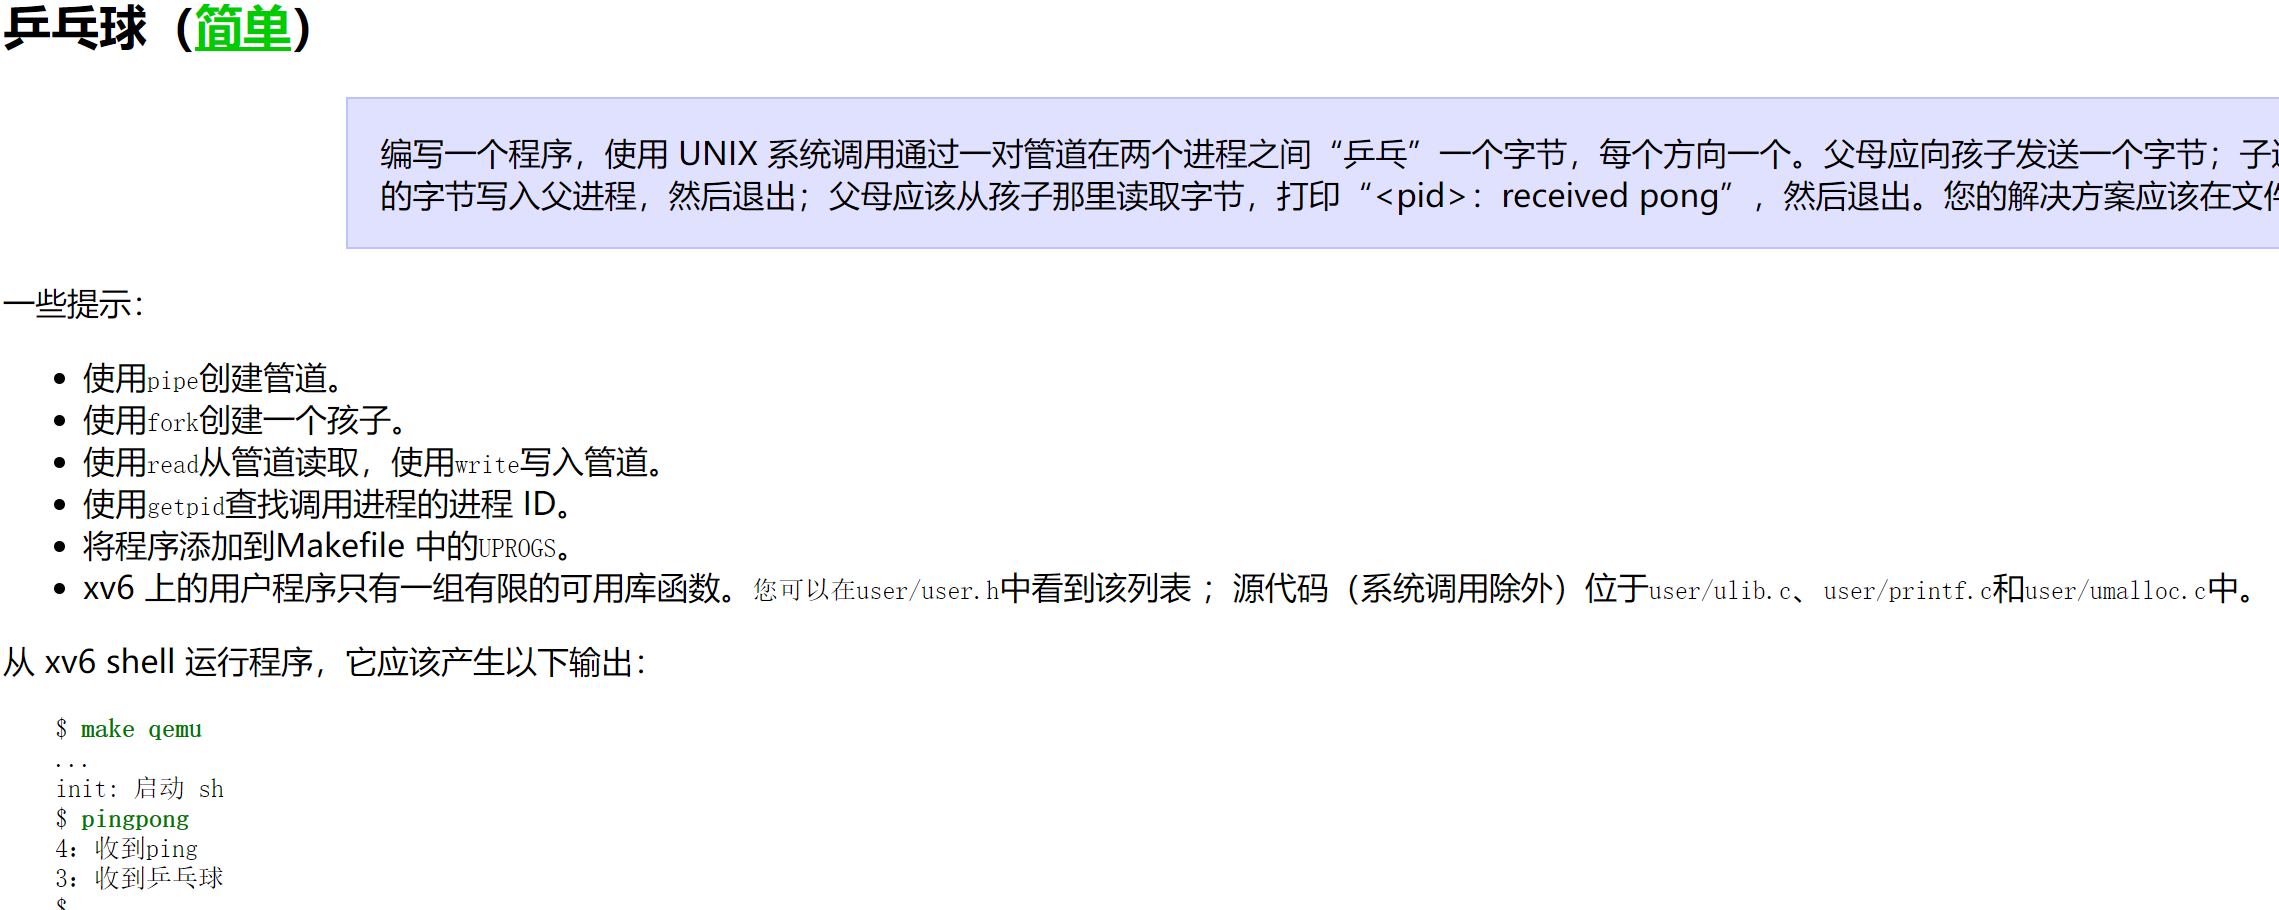 乒乓球（简单）
编写一个程序，使用 UNIX 系统调用通过一对管道在两个进程之间“乒乓”一个字节，每个方向一个。父母应向孩子发送一个字节；子
的字节写入父进程，然后退出；父母应该从孩子那里读取字节，打印“<pid>：received pong”，然后退出。您的解决方案应该在文
一些提示：
• 使用pipe创建管道。
• 使用fork创建一个孩子。
• 使用read从管道读取，使用write写入管道。
• 使用getpid查找调用进程的进程 ID。
• 将程序添加到Makefile 中的UPROGS。
• xv6 上的用户程序只有一组有限的可用库函数。您可以在user/user.h中看到该列表 ；源代码（系统调用除外）位于user/ulib.c、user/printf.c和user/umalloc.c中。
从 xv6 shell 运行程序，它应该产生以下输出：
$ make qemu
...
init: 启动 sh
$ pingpong
4：收到ping
3：收到乒乓球
$